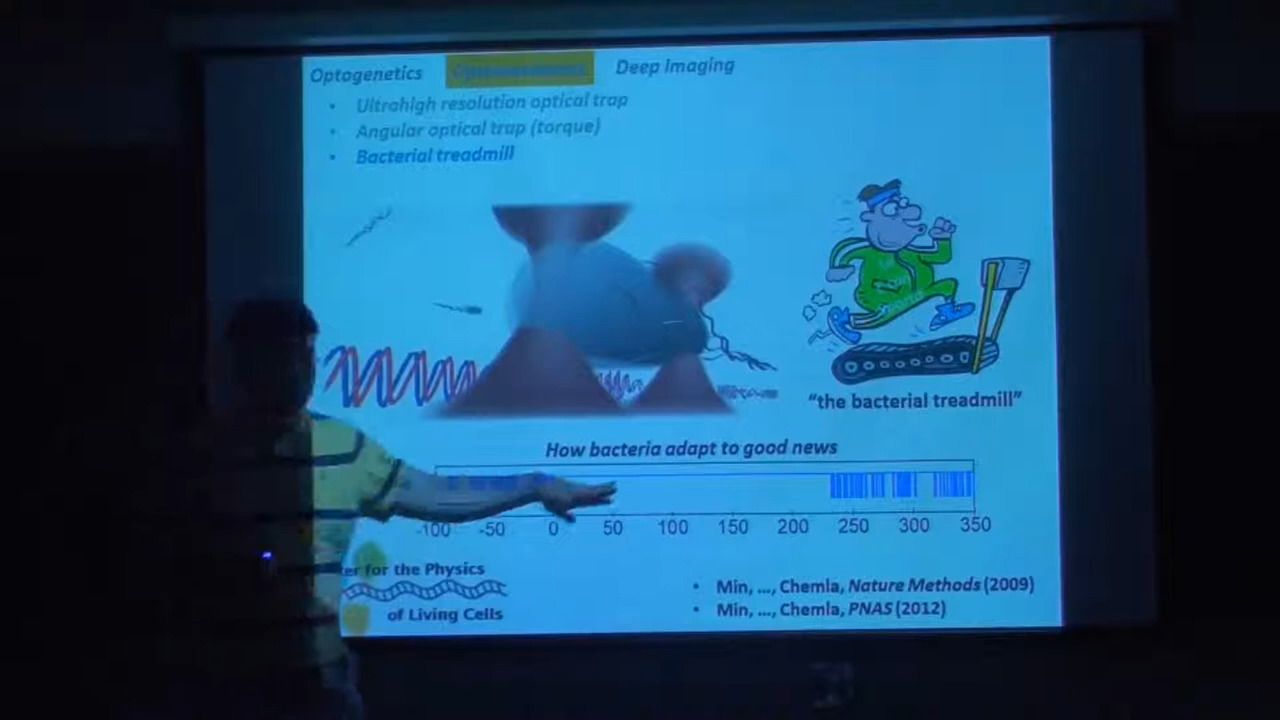 Optogenetics Deep Imaging
• Ultrahigh resolution optical trap
• Angular optical trap (torque)
• Bacterial treadmill
"the bacterial treadmill"
How bacteria adapt to good news
-100 -50 0 50 100 150 200 250 300 350
er for the Physics
of Living Cells
• Min, ..., Chemla, Nature Methods (2009)
• Min, ..., Chemla, PNAS (2012)